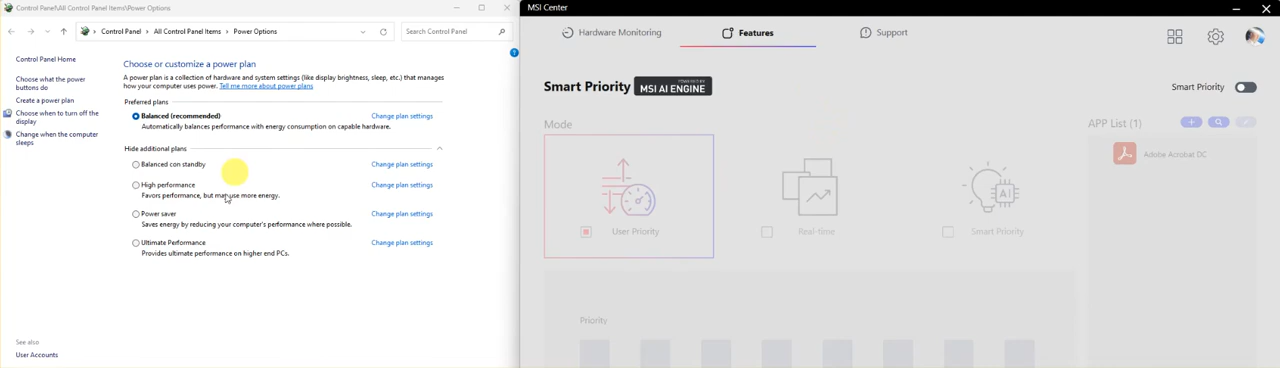 Control Panel\All Control Panel Items\Power Options
Control Panel > All Control Panel Items > Power Options
Search Control Panel
Control Panel Home
Choose what the power
buttons do
Create a power plan
Choose when to turn off the
display
Change when the computer
sleeps
See also
User Accounts
Choose or customize a power plan
A power plan is a collection of hardware and system settings (like display brightness, sleep, etc.) that manages
how your computer uses power. Tell me more about power plans
Preferred plans
Balanced (recommended) Change plan settings
Automatically balances performance with energy consumption on capable hardware.
Hide additional plans
Balanced con standby Change plan settings
High performance Change plan settings
Favors performance, but may use more energy.
Power saver Change plan settings
Saves energy by reducing your computer's performance where possible.
Ultimate Performance Change plan settings
Provides ultimate performance on higher end PCs.
MSI Center
Hardware Monitoring Features Support
Smart Priority POWERED BY MSI AI ENGINE
Smart Priority
Mode
User Priority
Real-time
Smart Priority
AI
APP List (1)
Adobe Acrobat DC
Priority